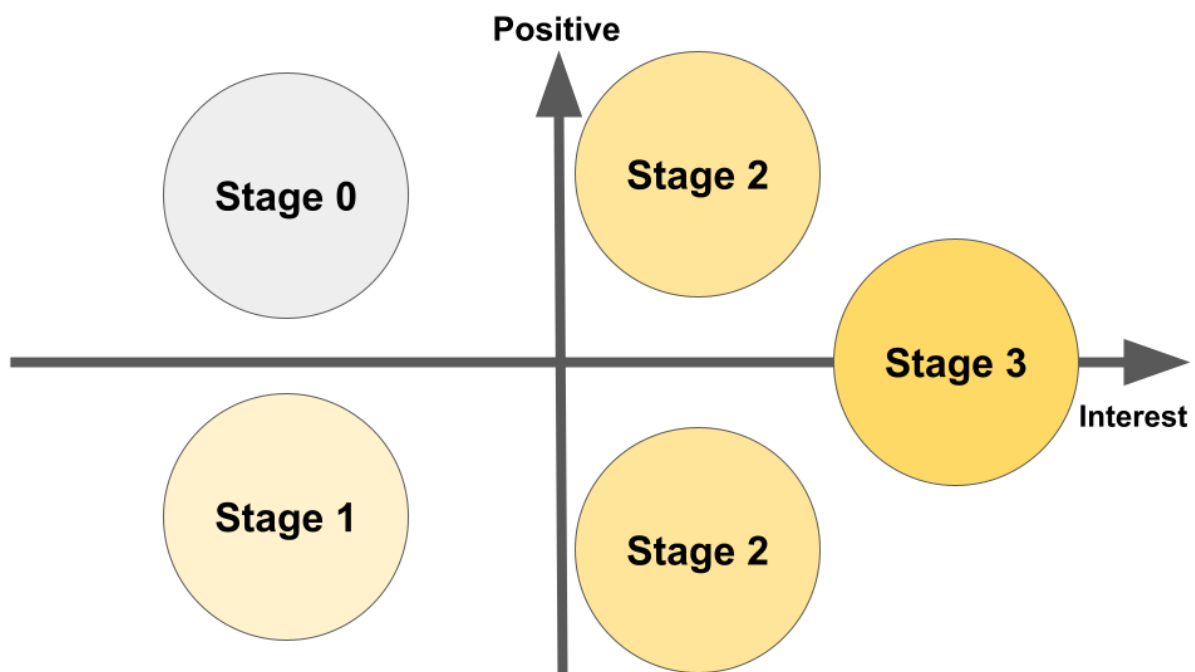 Positive
Stage 0
Stage 2
Stage 3
Interest
Stage 1
Stage 2